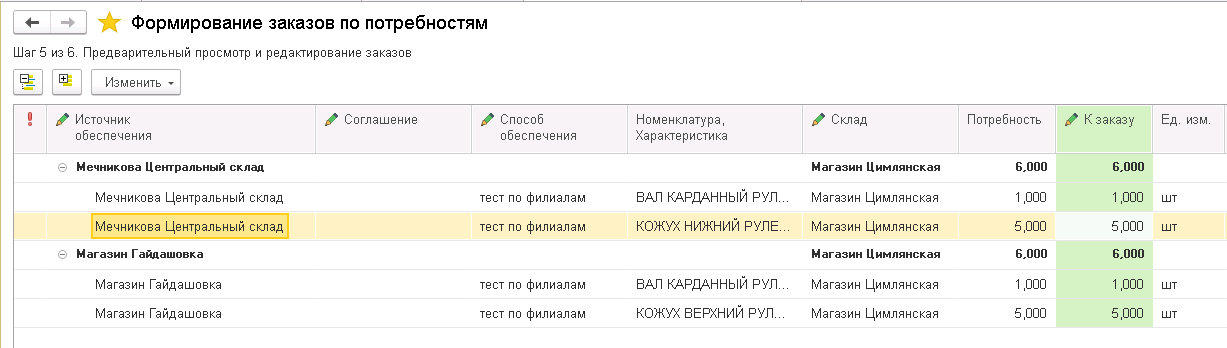 Формирование заказов по потребностям
Шаг 5 из 6. Предварительный просмотр и редактирование заказов
Изменить
Источник обеспечения Соглашение Способ обеспечения Номенклатура, Характеристика Склад Потребность К заказу Ед. изм.
Мечникова Центральный склад Магазин Цимлянская 6,000 6,000
Мечникова Центральный склад тест по филиалам ВАЛ КАРДАННЫЙ РУЛ... Магазин Цимлянская 1,000 1,000 шт
Мечникова Центральный склад тест по филиалам КОЖУХ НИЖНИЙ РУЛЕ... Магазин Цимлянская 5,000 5,000 шт
Магазин Гайдашовка Магазин Цимлянская 6,000 6,000
Магазин Гайдашовка тест по филиалам ВАЛ КАРДАННЫЙ РУЛ... Магазин Цимлянская 1,000 1,000 шт
Магазин Гайдашовка тест по филиалам КОЖУХ ВЕРХНИЙ РУЛ... Магазин Цимлянская 5,000 5,000 шт